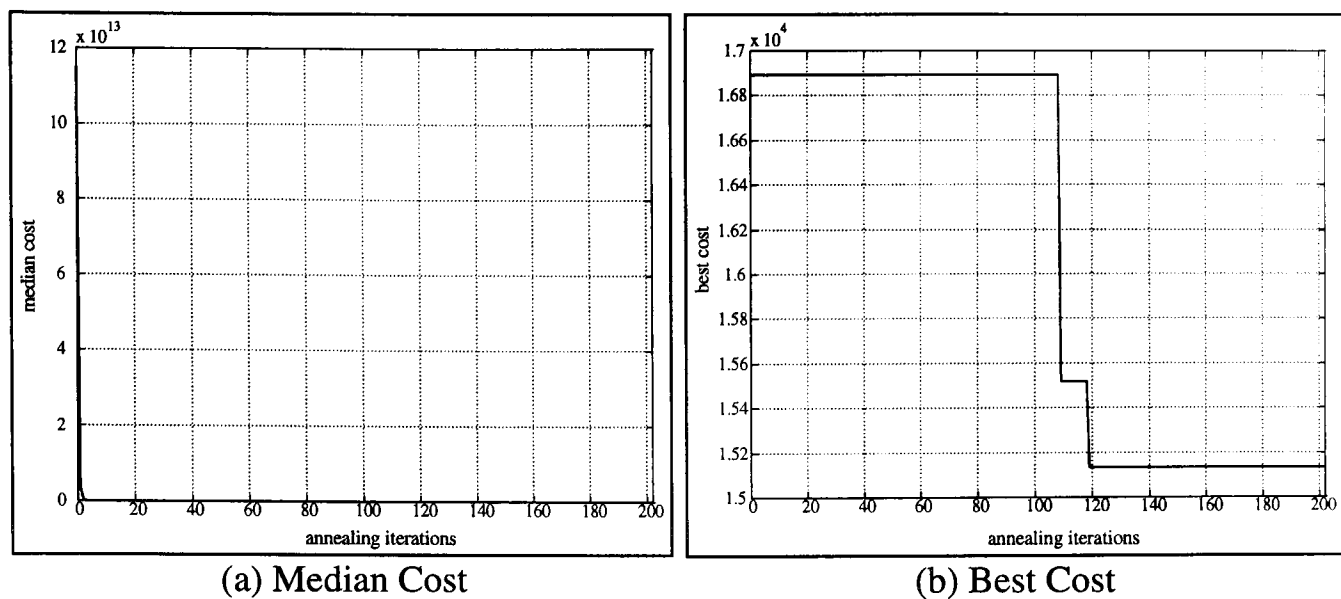 x 10^13
12
10
8
6
4
2
0
median cost
0 20 40 60 80 100 120 140 160 180 200
annealing iterations
(a) Median Cost
x 10^4
1.7
1.68
1.66
1.64
1.62
1.6
1.58
1.56
1.54
1.52
1.5
best cost
0 20 40 60 80 100 120 140 160 180 200
annealing iterations
(b) Best Cost